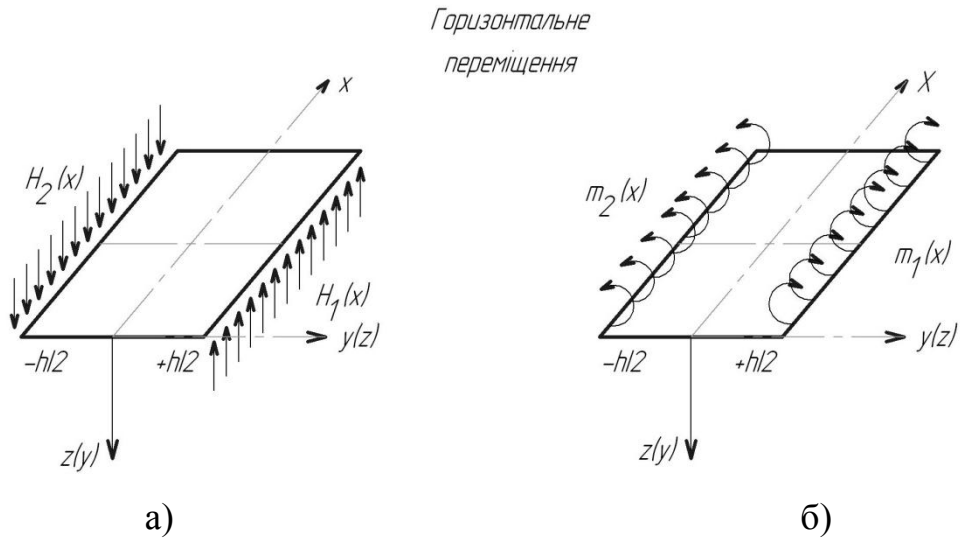 Горизонтальне
переміщення
x
H₂(x)
H₁(x)
y(z)
-h/2
+h/2
z(y)
а)
X
m₂(x)
m₁(x)
y(z)
-h/2
+h/2
z(y)
б)